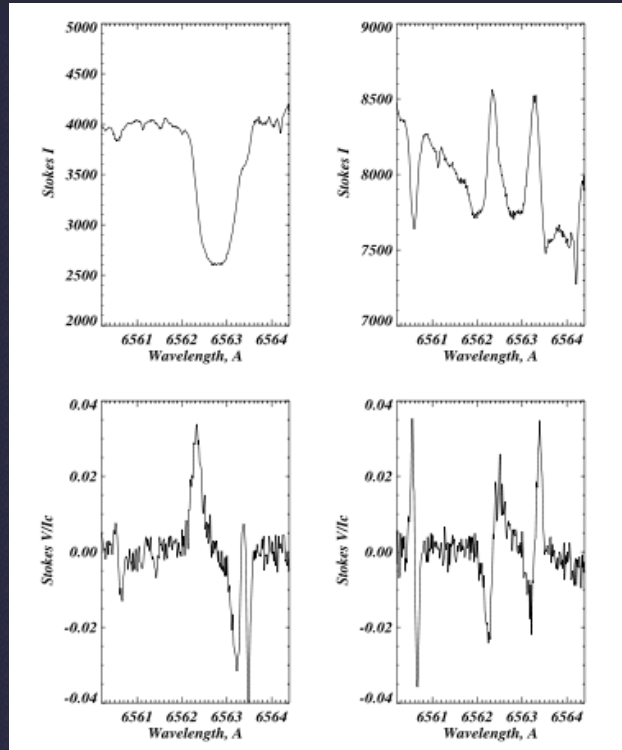 5000
4500
4000
3500
3000
2500
2000
Stokes I
6561 6562 6563 6564
Wavelength, A
9000
8500
8000
7500
7000
Stokes I
6561 6562 6563 6564
Wavelength, A
0.04
0.02
0.00
-0.02
-0.04
Stokes V/Ic
6561 6562 6563 6564
Wavelength, A
0.04
0.02
0.00
-0.02
-0.04
Stokes V/Ic
6561 6562 6563 6564
Wavelength, A